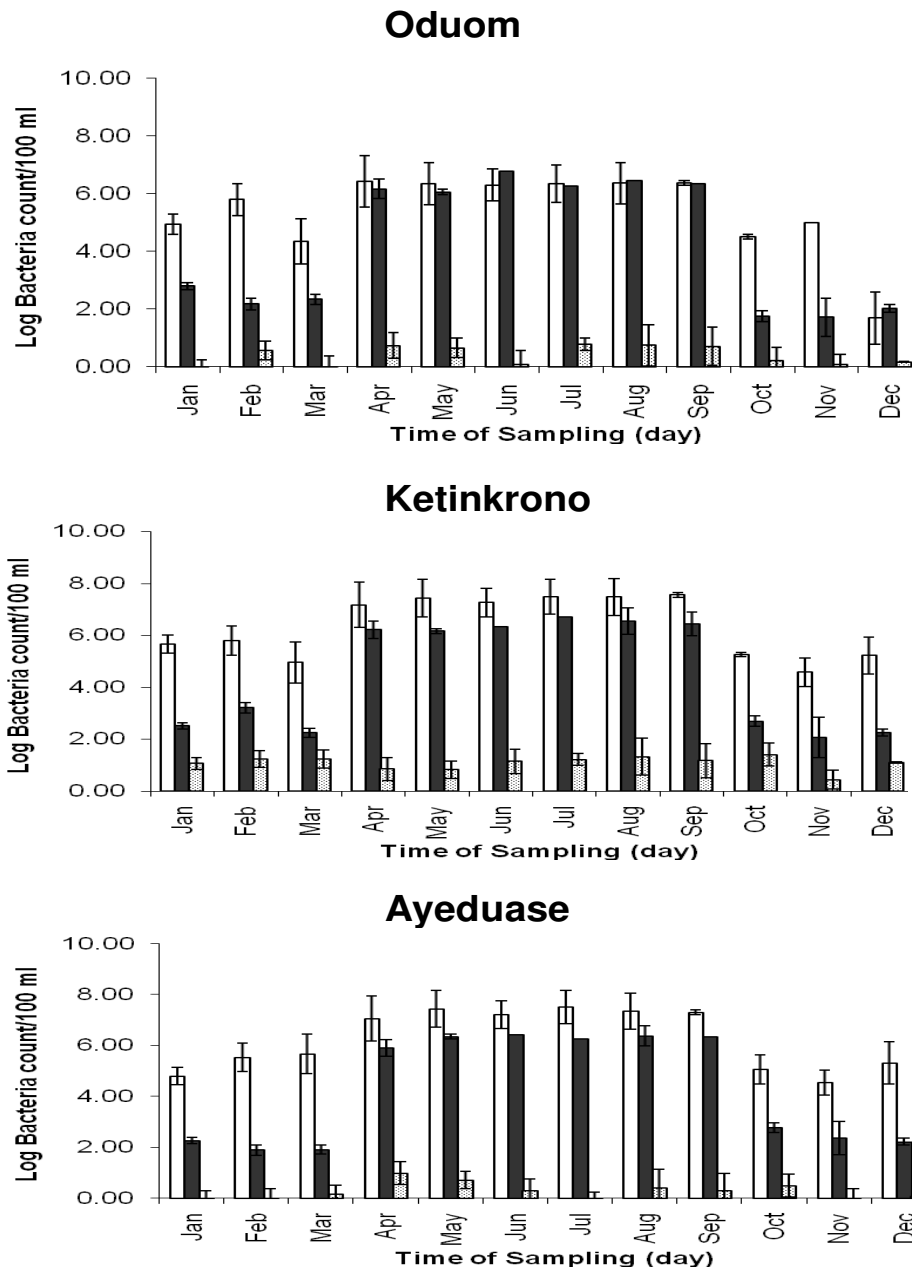 Oduom
Log Bacteria count/100 ml
10.00
8.00
6.00
4.00
2.00
0.00
Jan Feb Mar Apr May Jun Jul Aug Sep Oct Nov Dec
Time of Sampling (day)
Ketinkrono
Log Bacteria count/100 ml
10.00
8.00
6.00
4.00
2.00
0.00
Jan Feb Mar Apr May Jun Jul Aug Sep Oct Nov Dec
Time of Sampling (day)
Ayeduase
Log Bacteria count/100 ml
10.00
8.00
6.00
4.00
2.00
0.00
Jan Feb Mar Apr May Jun Jul Aug Sep Oct Nov Dec
Time of Sampling (day)